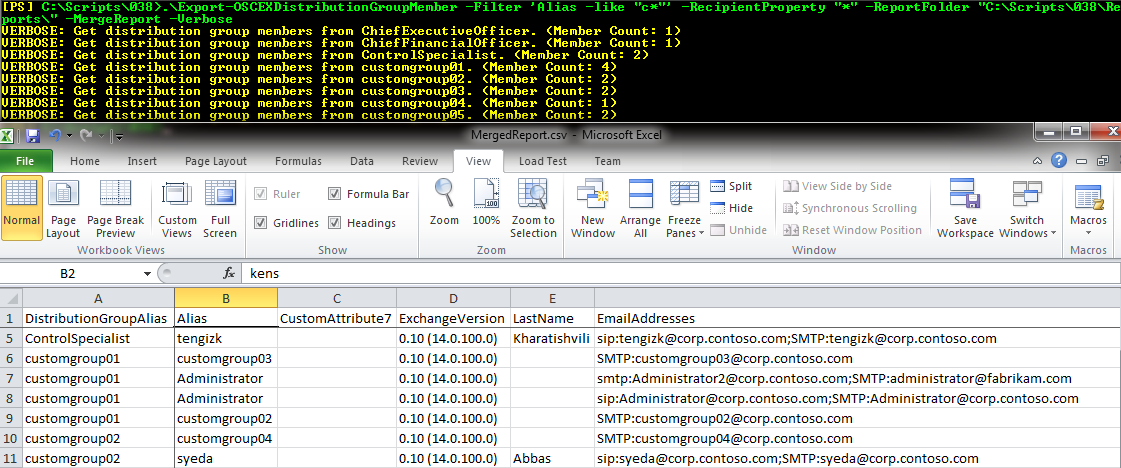 [PS] C:\Scripts\038>.\Export-OSCEXDistributionGroupMember -Filter 'Alias -like "c*"' -RecipientProperty "*" -ReportFolder "C:\Scripts\038\Re
ports\" -MergeReport -Verbose
VERBOSE: Get distribution group members from ChiefExecutiveOfficer. (Member Count: 1)
VERBOSE: Get distribution group members from ChiefFinancialOfficer. (Member Count: 1)
VERBOSE: Get distribution group members from ControlSpecialist. (Member Count: 2)
VERBOSE: Get distribution group members from customgroup01. (Member Count: 4)
VERBOSE: Get distribution group members from customgroup02. (Member Count: 2)
VERBOSE: Get distribution group members from customgroup03. (Member Count: 2)
VERBOSE: Get distribution group members from customgroup04. (Member Count: 1)
VERBOSE: Get distribution group members from customgroup05. (Member Count: 2)
MergedReport.csv - Microsoft Excel
File Home Insert Page Layout Formulas Data Review View Load Test Team
Normal Page Layout Page Break Preview Custom Views Full Screen
Workbook Views
Ruler Formula Bar
Gridlines Headings
Show
Zoom 100% Zoom to Selection
Zoom
New Window Arrange All Freeze Panes
Split View Side by Side
Hide Synchronous Scrolling
Unhide Reset Window Position
Window
Save Workspace Switch Windows
Macros
Macros
B2 fx kens
A B C D E F
1 DistributionGroupAlias Alias CustomAttribute7 ExchangeVersion LastName EmailAddresses
5 ControlSpecialist tengizk 0.10 (14.0.100.0) Kharatishvili sip:tengizk@corp.contoso.com;SMTP:tengizk@corp.contoso.com
6 customgroup01 customgroup03 0.10 (14.0.100.0) SMTP:customgroup03@corp.contoso.com
7 customgroup01 Administrator 0.10 (14.0.100.0) smtp:Administrator2@corp.contoso.com;SMTP:administrator@fabrikam.com
8 customgroup01 Administrator 0.10 (14.0.100.0) sip:Administrator@corp.contoso.com;SMTP:Administrator@corp.contoso.com
9 customgroup01 customgroup02 0.10 (14.0.100.0) SMTP:customgroup02@corp.contoso.com
10 customgroup02 customgroup04 0.10 (14.0.100.0) SMTP:customgroup04@corp.contoso.com
11 customgroup02 syeda 0.10 (14.0.100.0) Abbas sip:syeda@corp.contoso.com;SMTP:syeda@corp.contoso.com